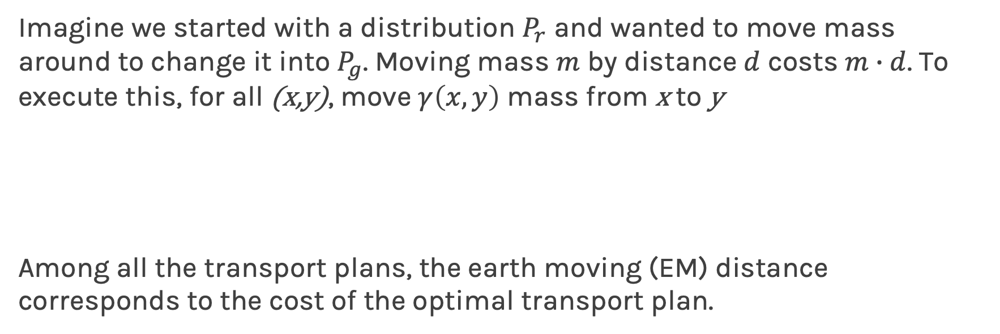 Imagine we started with a distribution P_r and wanted to move mass
around to change it into P_g. Moving mass m by distance d costs m · d. To
execute this, for all (x,y), move γ(x, y) mass from x to y
Among all the transport plans, the earth moving (EM) distance
corresponds to the cost of the optimal transport plan.